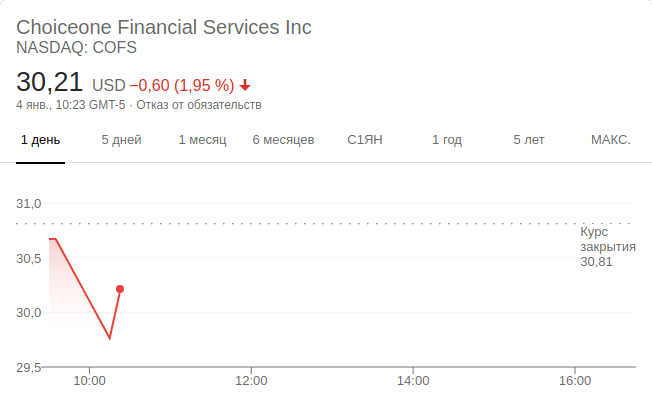 Choiceone Financial Services Inc
NASDAQ: COFS
30,21 USD −0,60 (1,95 %)
4 янв., 10:23 GMT-5 · Отказ от обязательств
1 день 5 дней 1 месяц 6 месяцев С1ЯН 1 год 5 лет МАКС.
31,0
Курс
закрытия
30,81
30,5
30,0
29,5
10:00 12:00 14:00 16:00